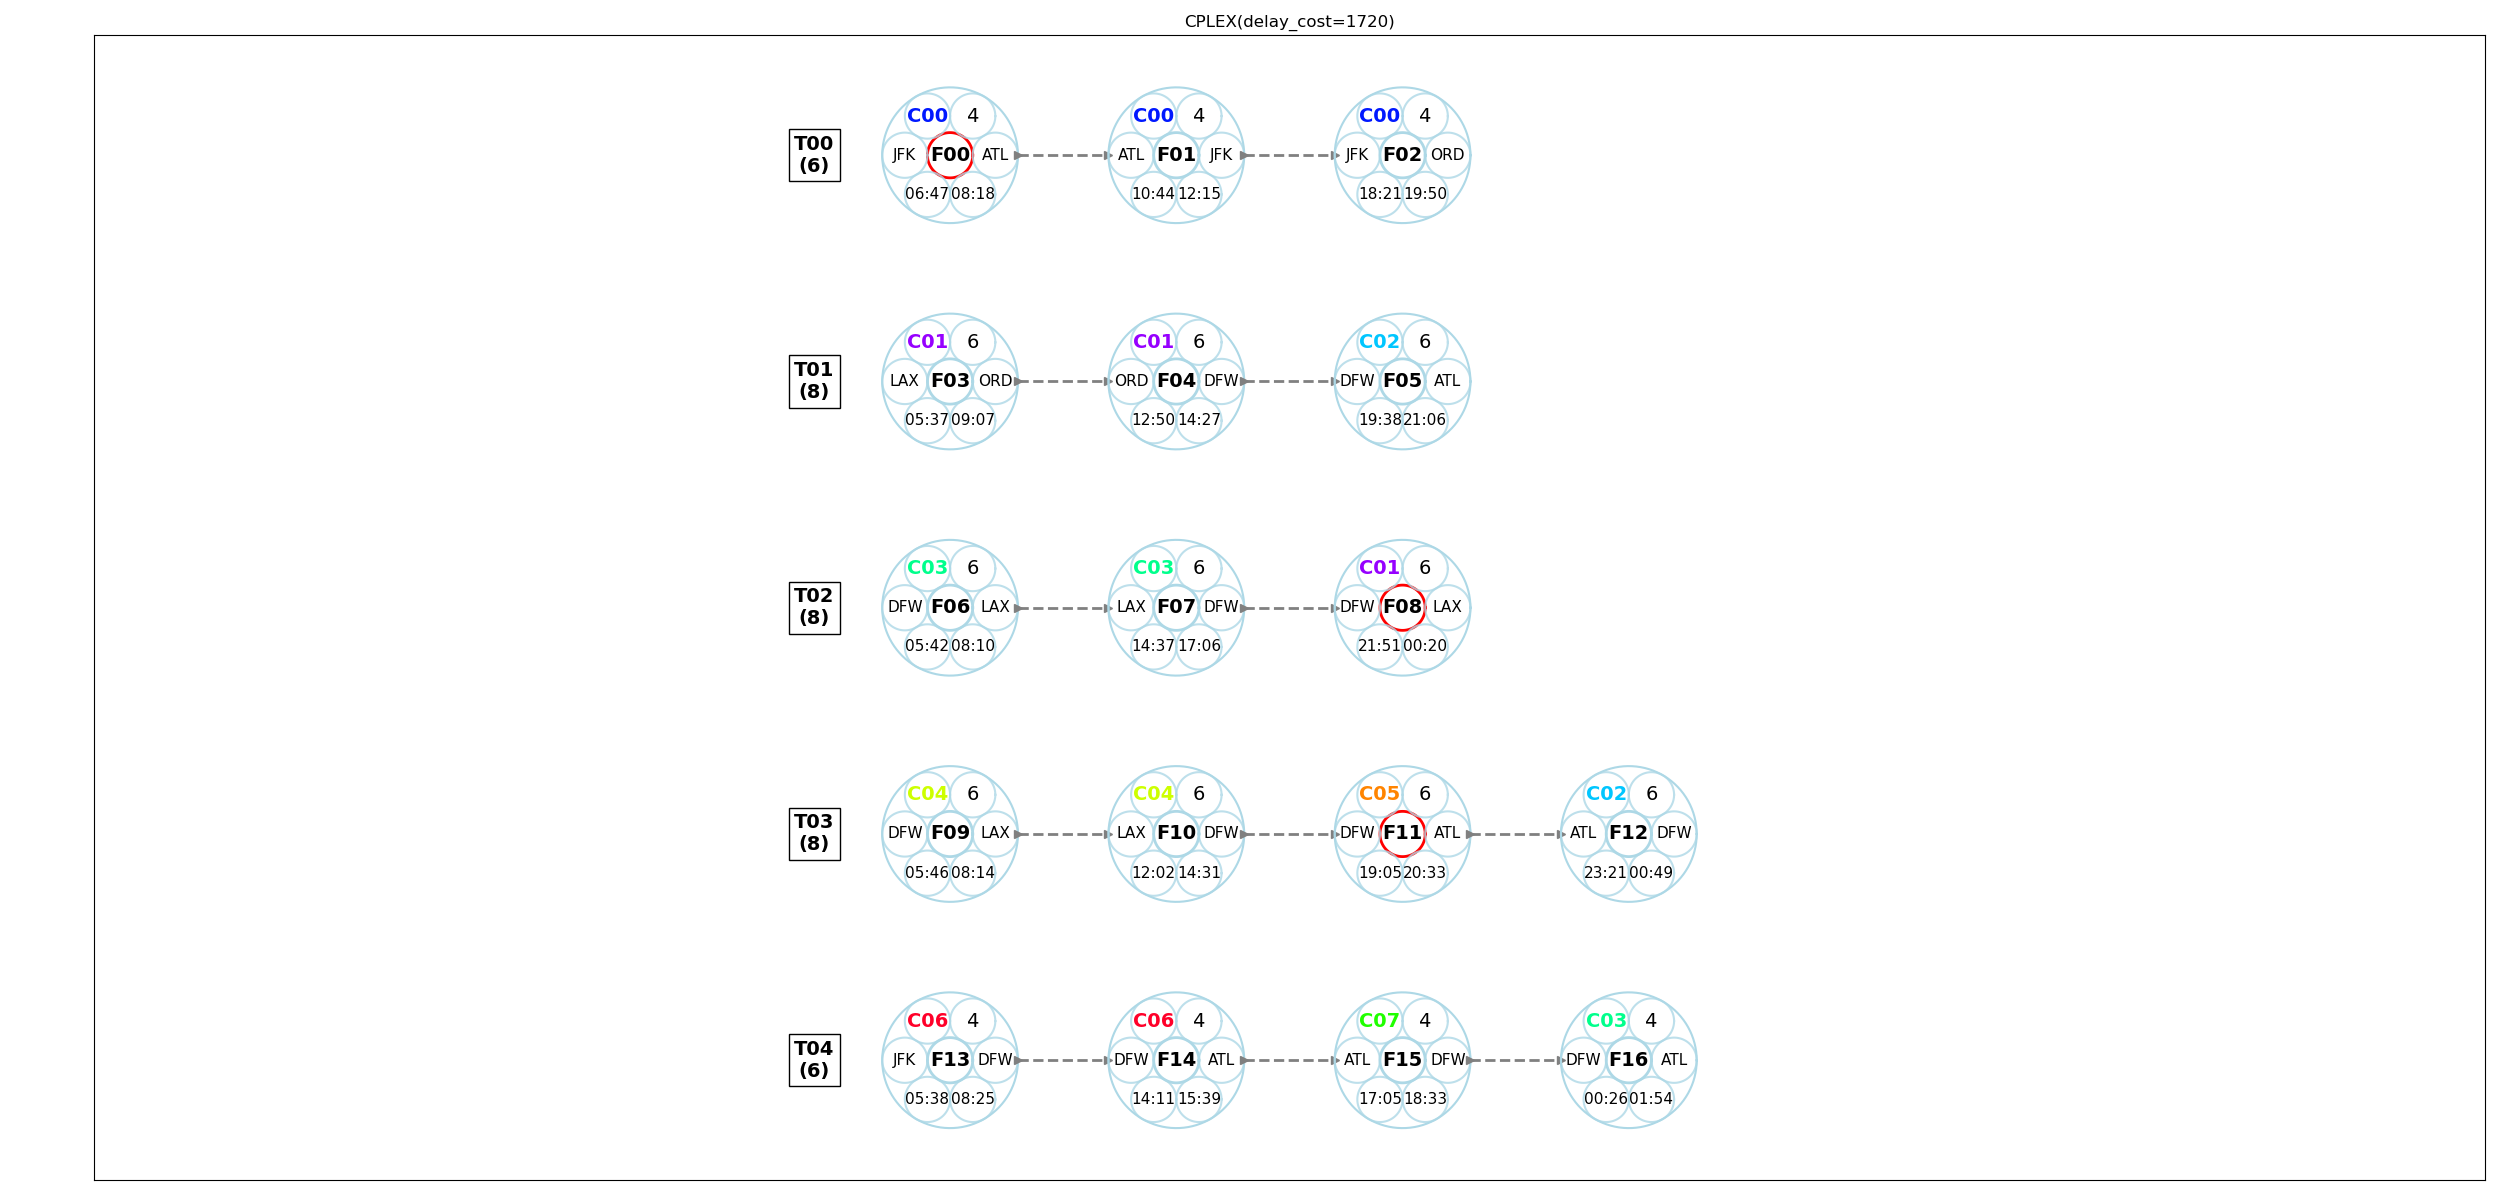 CPLEX(delay_cost=1720)
C00 4 C00 4 C00 4
T00
(6)
JFK F00 ATL ATL F01 JFK JFK F02 ORD
06:47 08:18 10:44 12:15 18:21 19:50
C01 6 C01 6 C02 6
T01
(8)
LAX F03 ORD ORD F04 DFW DFW F05 ATL
05:37 09:07 12:50 14:27 19:38 21:06
C03 6 C03 6 C01 6
T02
(8)
DFW F06 LAX LAX F07 DFW DFW F08 LAX
05:42 08:10 14:37 17:06 21:51 00:20
C04 6 C04 6 C05 6 C02 6
T03
(8)
DFW F09 LAX LAX F10 DFW DFW F11 ATL ATL F12 DFW
05:46 08:14 12:02 14:31 19:05 20:33 23:21 00:49
C06 4 C06 4 C07 4 C03 4
T04
(6)
JFK F13 DFW DFW F14 ATL ATL F15 DFW DFW F16 ATL
05:38 08:25 14:11 15:39 17:05 18:33 00:26 01:54